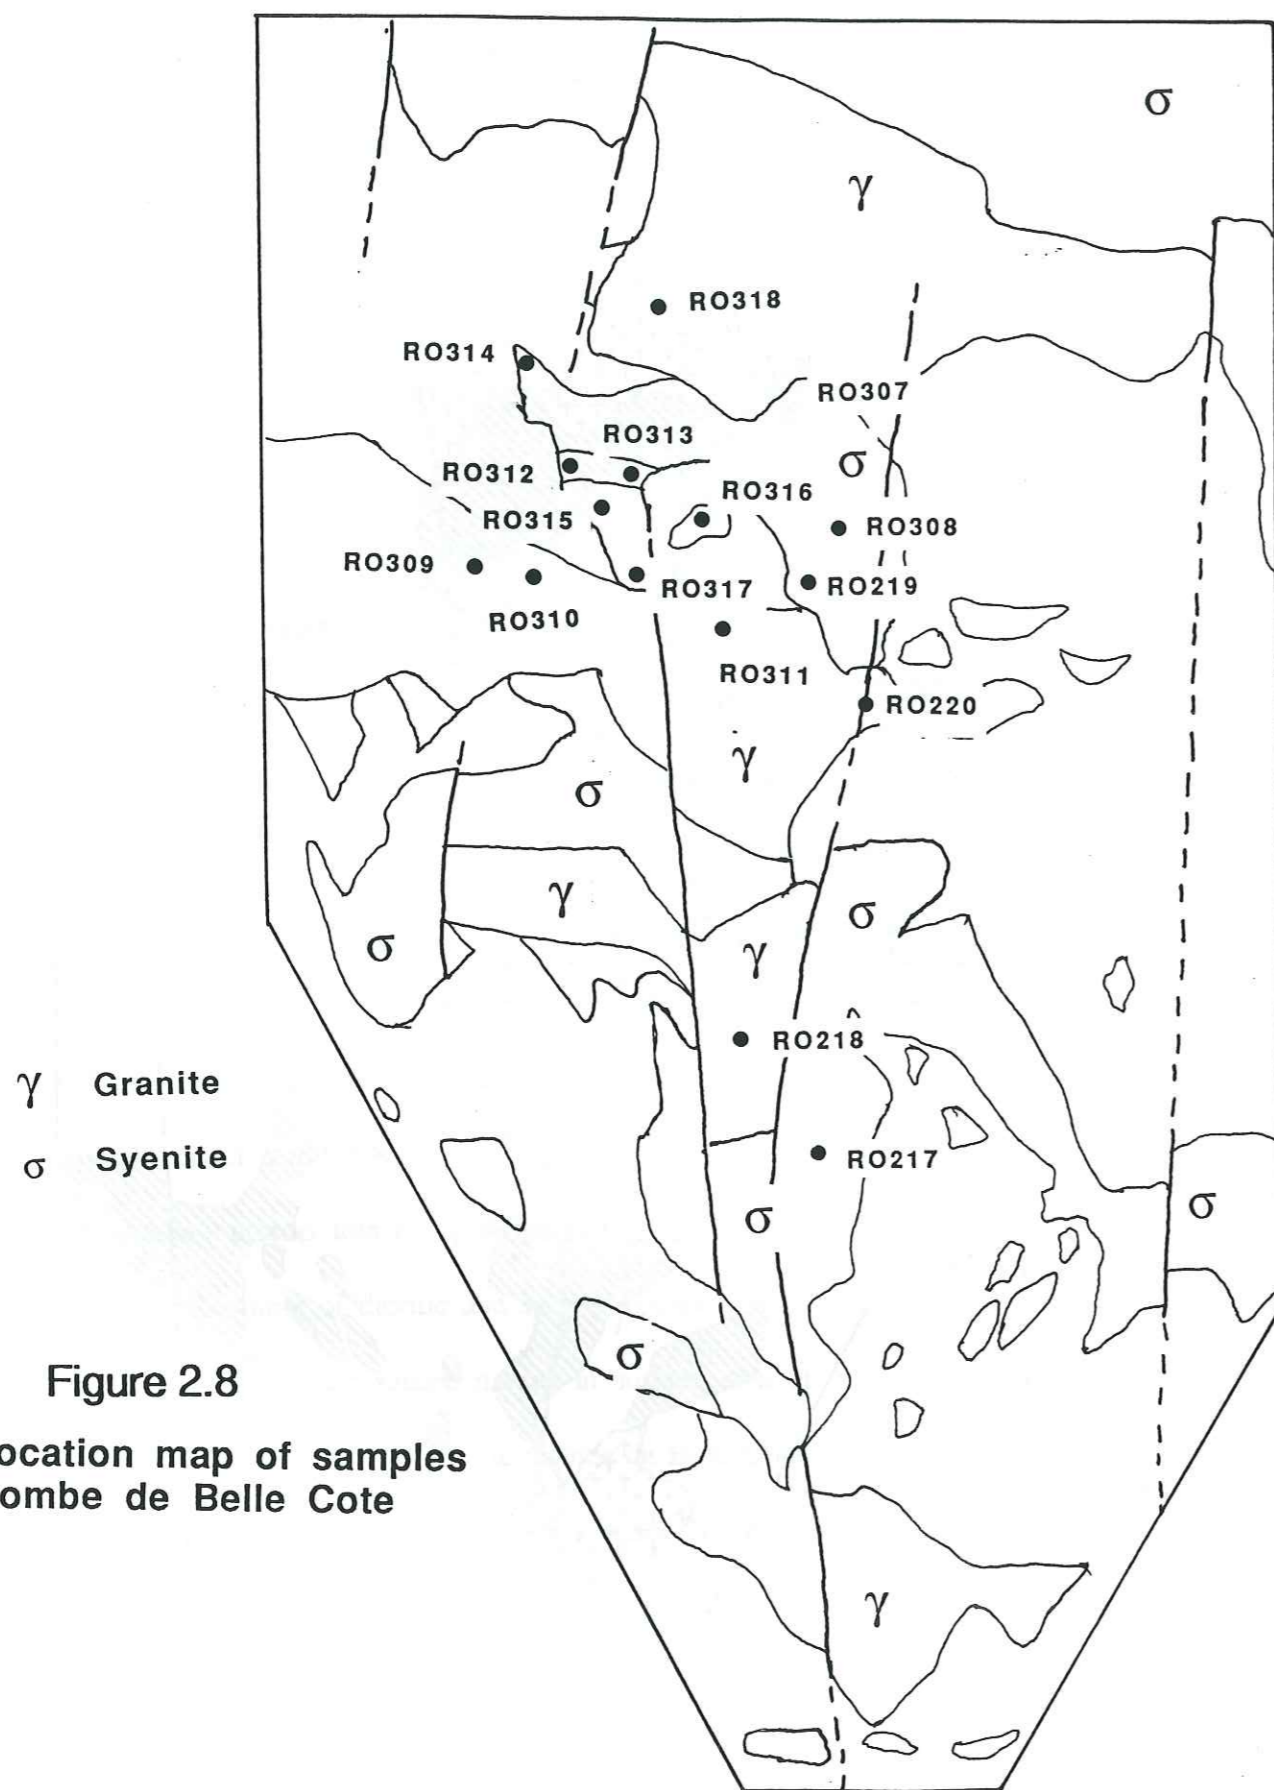 σ
γ
RO318
RO314
RO307
RO313
σ
RO312
RO316
RO315
RO308
RO309
RO317
RO219
RO310
RO311
RO220
γ
σ
γ
σ
σ
γ
RO218
γ Granite
σ Syenite
RO217
σ
σ
σ
Figure 2.8
ocation map of samples
ombe de Belle Cote
γ